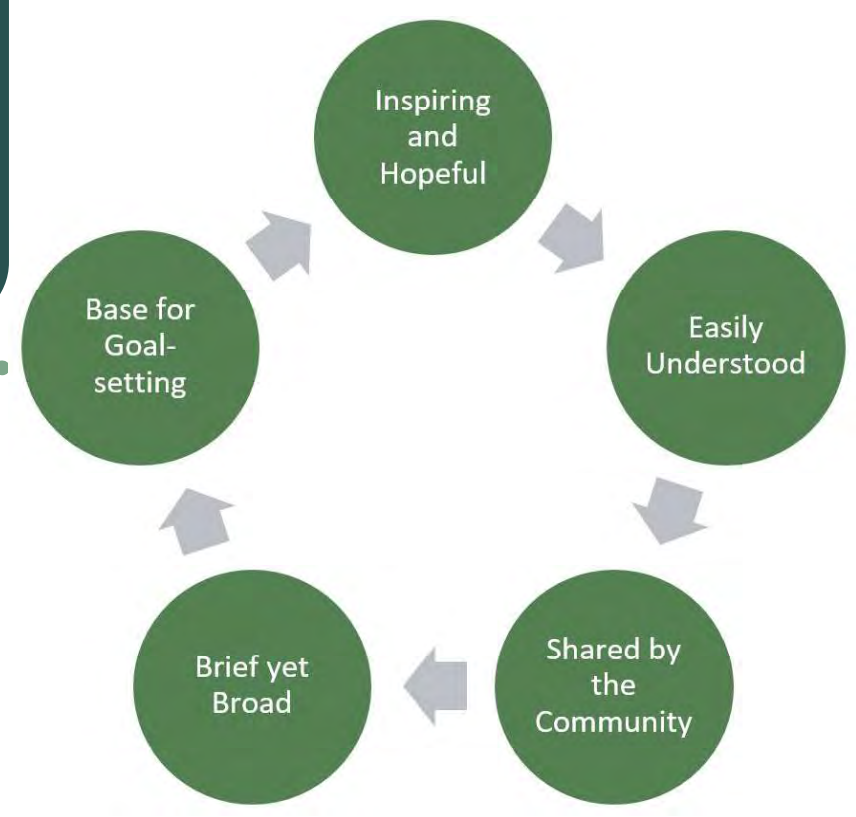 Inspiring
and
Hopeful
Easily
Understood
Shared by
the
Community
Brief yet
Broad
Base for
Goal-
setting